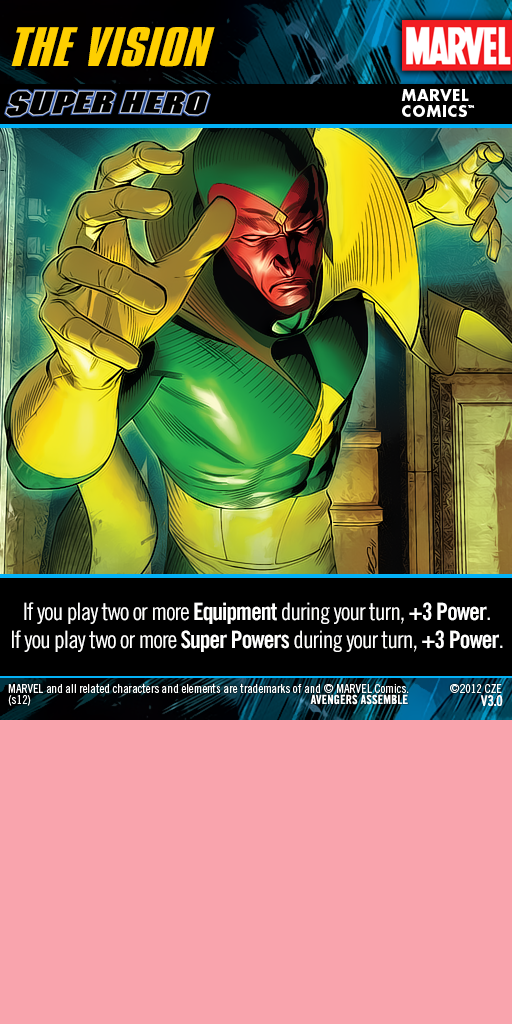 THE VISION
MARVEL
SUPER HERO
MARVEL
COMICS™
If you play two or more Equipment during your turn, +3 Power.
If you play two or more Super Powers during your turn, +3 Power.
MARVEL and all related characters and elements are trademarks of and © MARVEL Comics.
©2012 CZE
(s12)
AVENGERS ASSEMBLE
V3.0